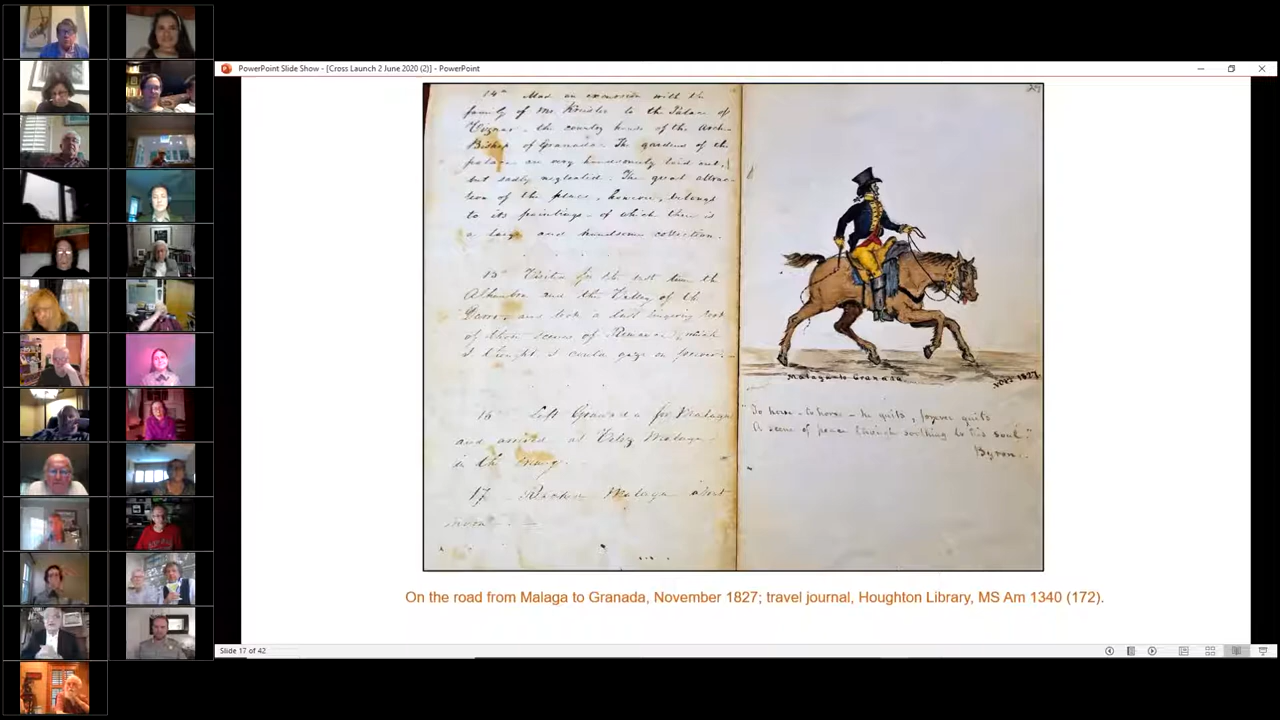 PowerPoint Slide Show - [Cross Launch 2 June 2020 (2)] - PowerPoint
14th Made an excursion with the
family of Mr. to the Palace of
the country house of the Arch
Bishop of Granada. The gardens of the
palace are very handsomely laid out,
but sadly neglected. The great attrac-
tion of the place, however, belongs
to its paintings - of which there is
a large and handsome collection.
15th Visited for the last time the
Alhambra and the Valley of the
Darro, and took a last lingering look
of those scenes of Romance, which
I thought I could gaze on forever.
16 Left Granada for Malaga
and arrived at Velez Malaga
in the
17 Reached Malaga about
noon.
Malaga to Granada
Nov. 1827.
"To horse - to horse - he quits, forever quits
A scene of peace though soothing to his soul."
Byron.
On the road from Malaga to Granada, November 1827; travel journal, Houghton Library, MS Am 1340 (172).
Slide 17 of 42